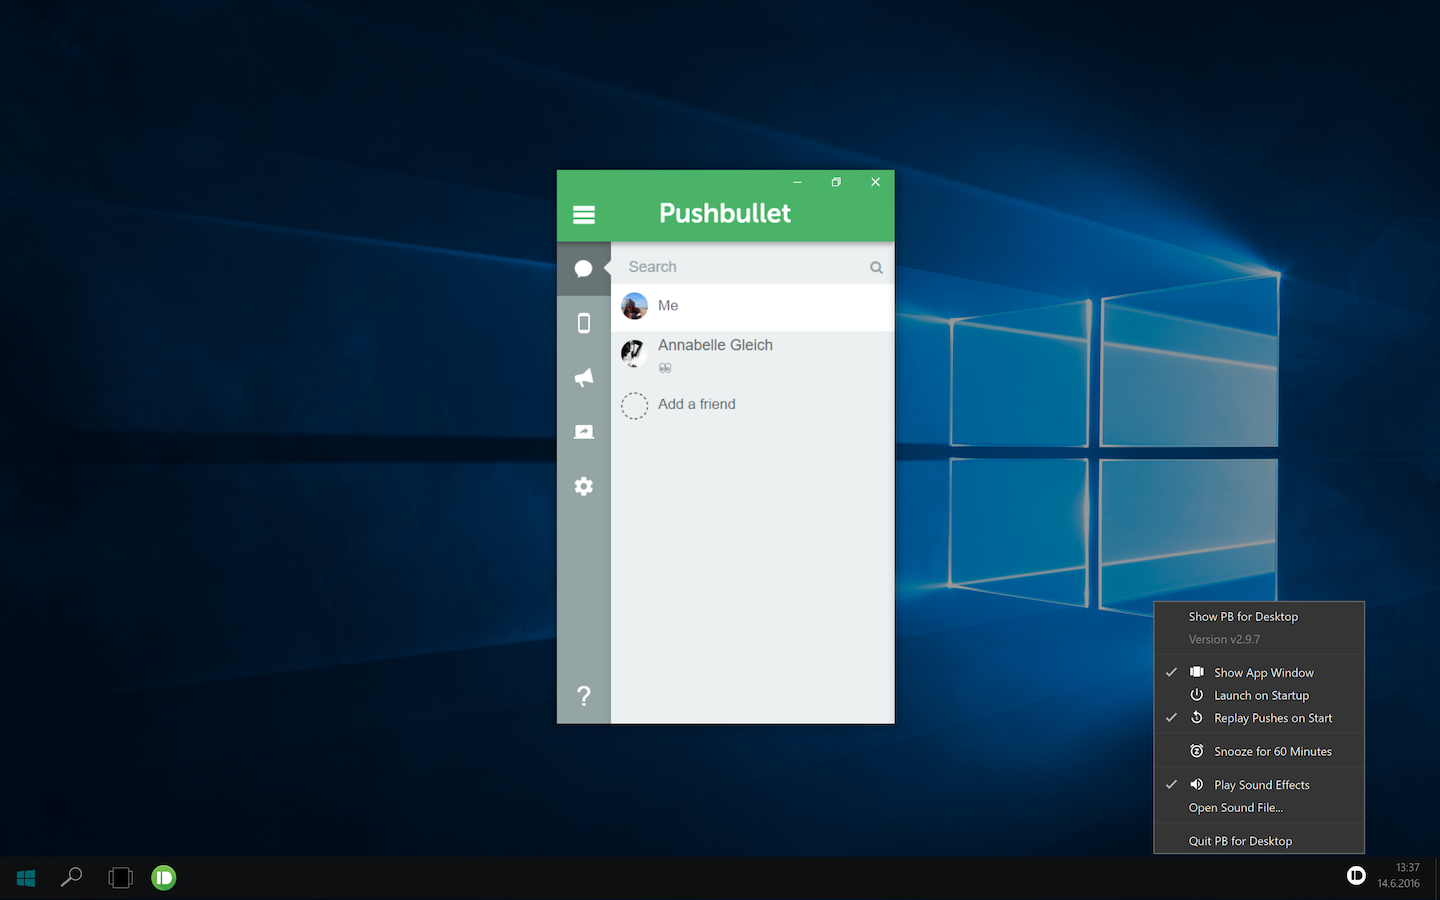 Pushbullet
Search
Me
Annabelle Gleich
Add a friend
?
Show PB for Desktop
Version v2.9.7
Show App Window
Launch on Startup
Replay Pushes on Start
Snooze for 60 Minutes
Play Sound Effects
Open Sound File...
Quit PB for Desktop
13:37
14.6.2016